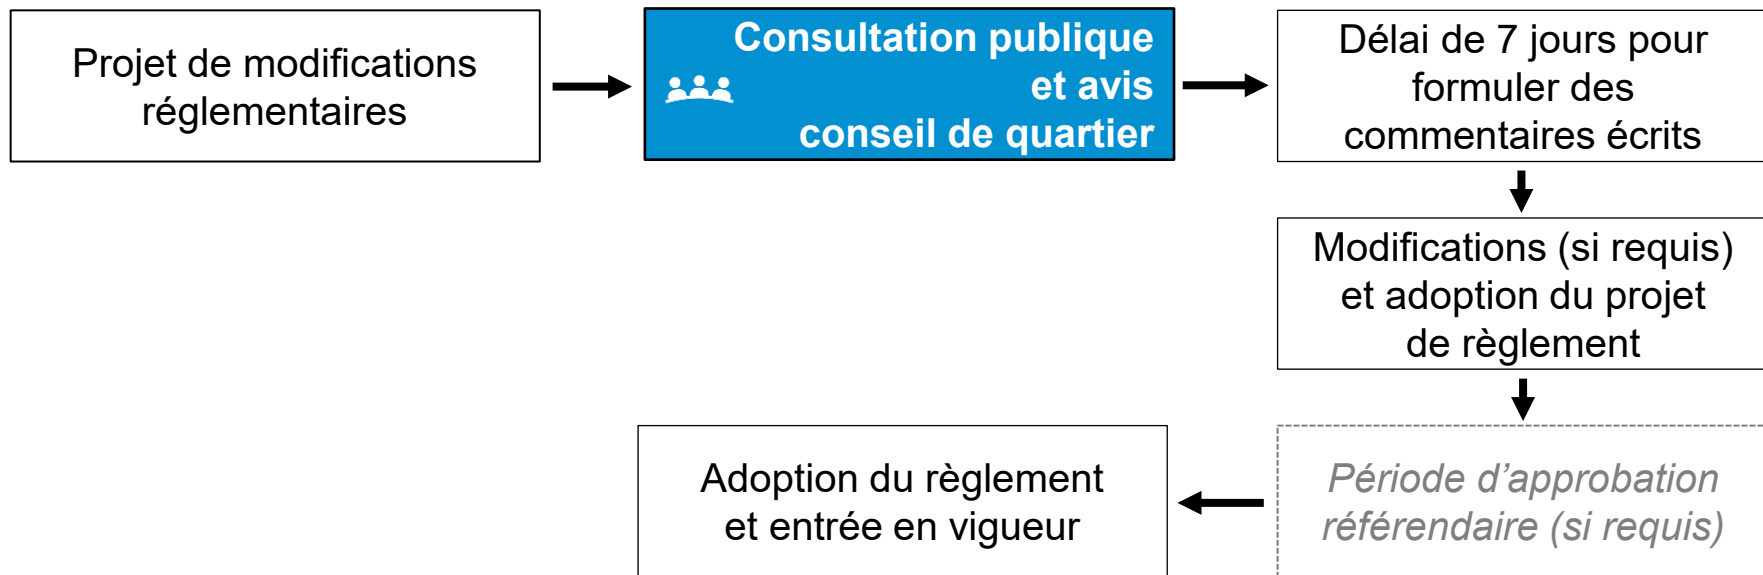 Projet de modifications
réglementaires
Consultation publique
et avis
conseil de quartier
Délai de 7 jours pour
formuler des
commentaires écrits
Modifications (si requis)
et adoption du projet
de règlement
Période d’approbation
référendaire (si requis)
Adoption du règlement
et entrée en vigueur